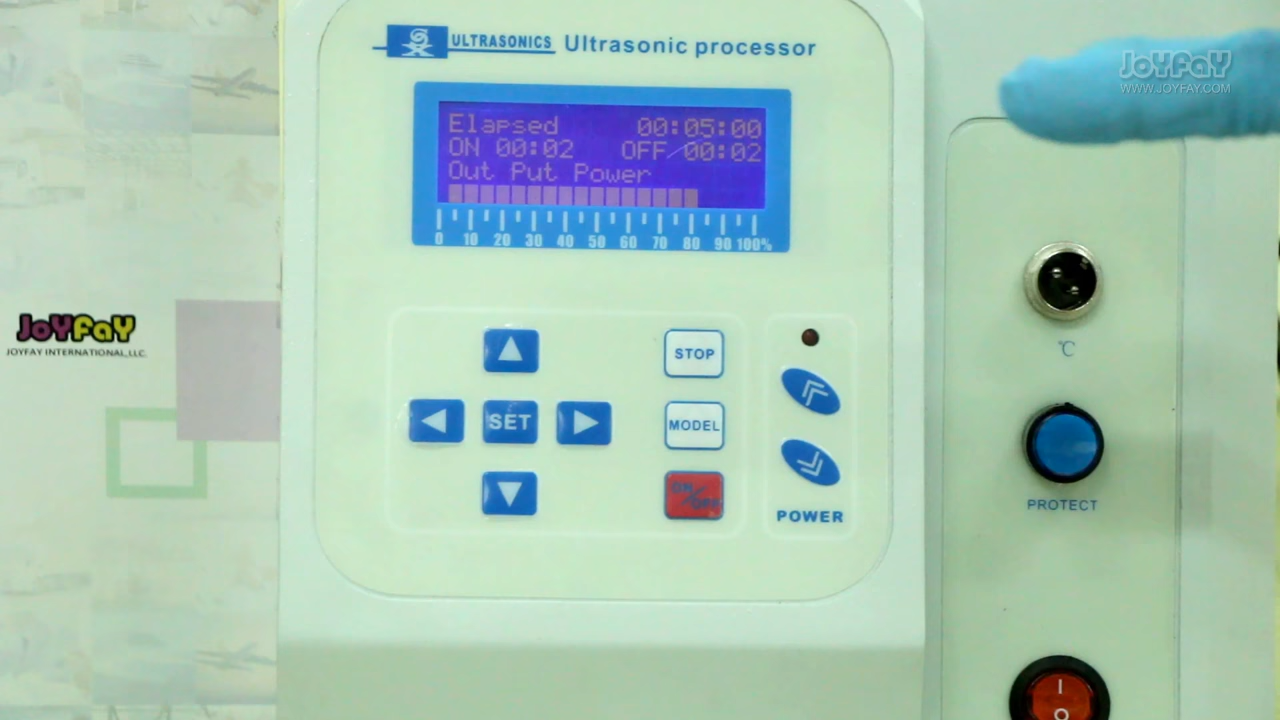 ULTRASONICS Ultrasonic processor
JoYFaY
WWW.JOYFAY.COM
Elapsed 00:05:00
ON 00:02 OFF 00:02
Out Put Power
0 10 20 30 40 50 60 70 80 90 100%
JoYFaY
JOYFAY INTERNATIONAL,LLC.
STOP
SET
MODEL
ON/OFF
POWER
℃
PROTECT
I
O